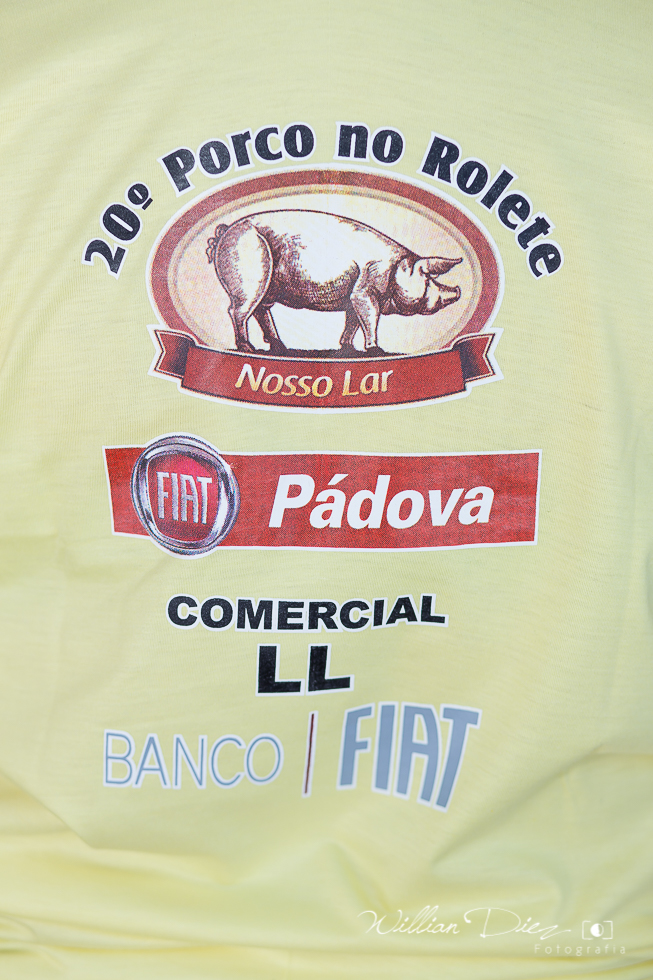 20º Porco no Rolete
Nosso Lar
FIAT Pádova
COMERCIAL
LL
BANCO | FIAT
Willian Diez
Fotografia